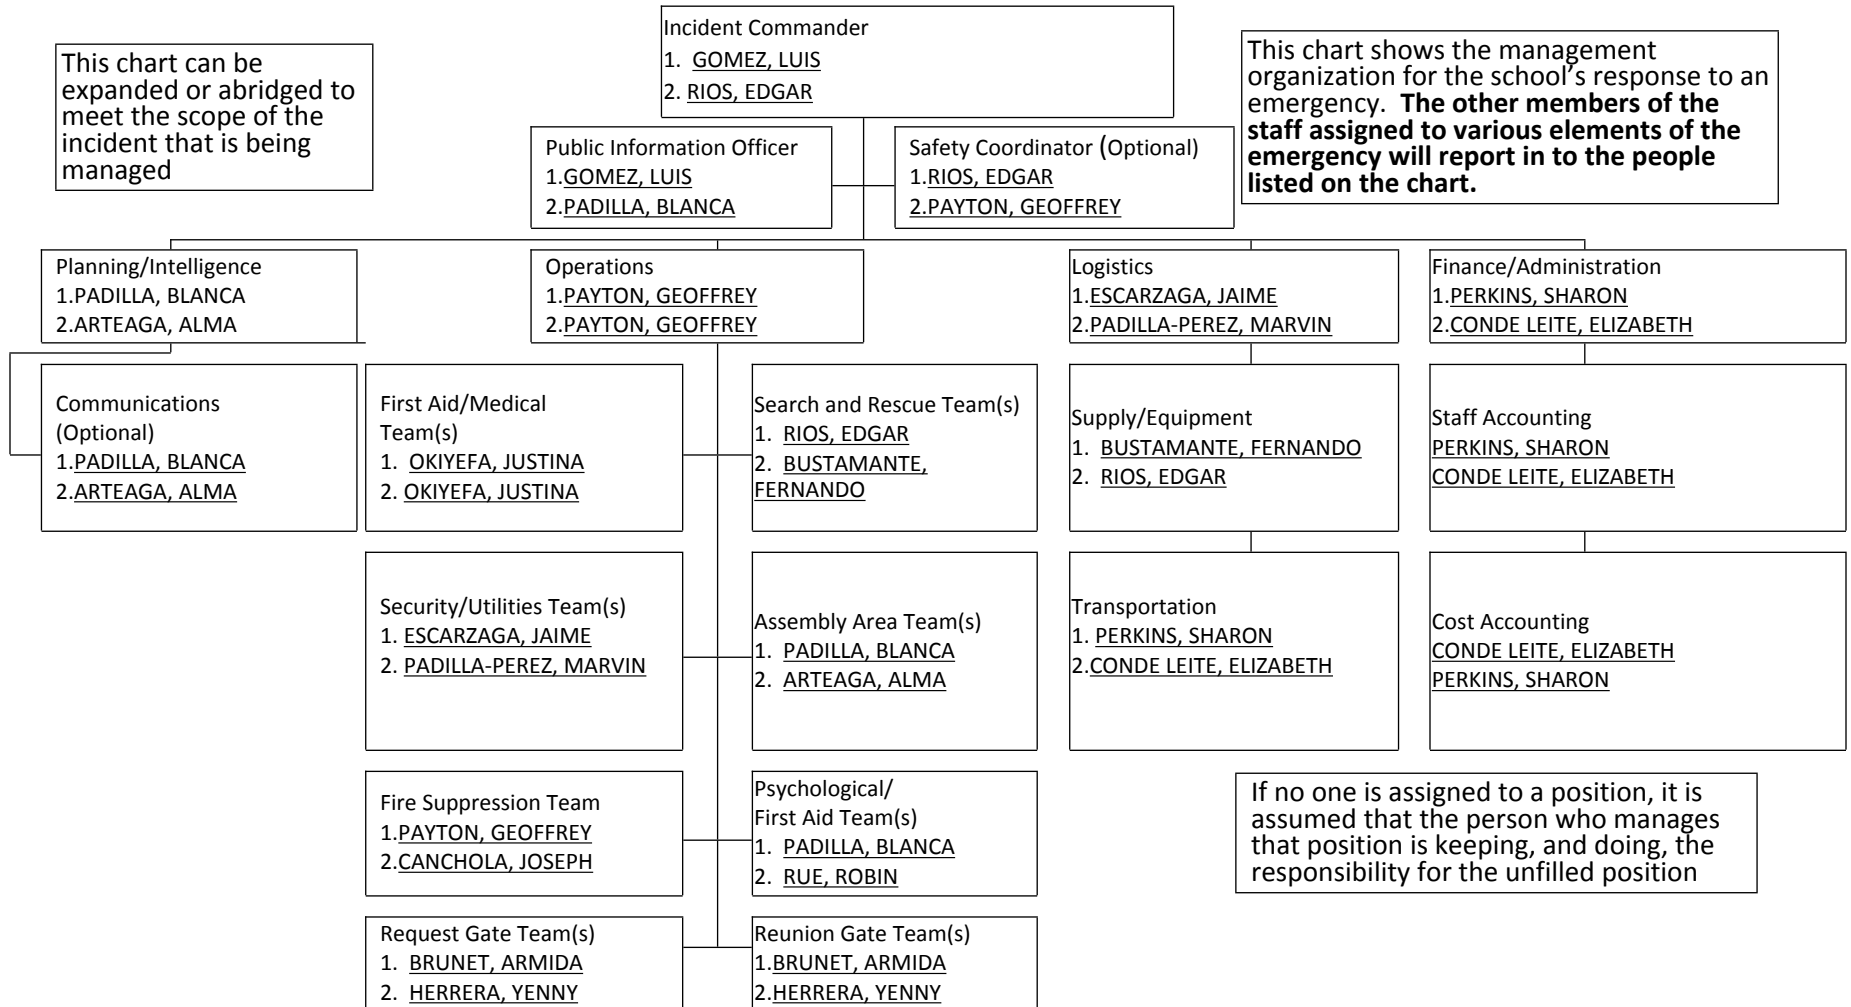 Incident Commander
1. GOMEZ, LUIS
2. RIOS, EDGAR
This chart can be
expanded or abridged to
meet the scope of the
incident that is being
managed
This chart shows the management
organization for the school's response to an
emergency. The other members of the
staff assigned to various elements of the
emergency will report in to the people
listed on the chart.
Public Information Officer
1.GOMEZ, LUIS
2.PADILLA, BLANCA
Safety Coordinator (Optional)
1.RIOS, EDGAR
2.PAYTON, GEOFFREY
Planning/Intelligence
1.PADILLA, BLANCA
2.ARTEAGA, ALMA
Operations
1.PAYTON, GEOFFREY
2.PAYTON, GEOFFREY
Logistics
1.ESCARZAGA, JAIME
2.PADILLA-PEREZ, MARVIN
Finance/Administration
1.PERKINS, SHARON
2.CONDE LEITE, ELIZABETH
Communications
(Optional)
1.PADILLA, BLANCA
2.ARTEAGA, ALMA
First Aid/Medical
Team(s)
1. OKIYEFA, JUSTINA
2. OKIYEFA, JUSTINA
Search and Rescue Team(s)
1. RIOS, EDGAR
2. BUSTAMANTE,
FERNANDO
Supply/Equipment
1. BUSTAMANTE, FERNANDO
2. RIOS, EDGAR
Staff Accounting
PERKINS, SHARON
CONDE LEITE, ELIZABETH
Security/Utilities Team(s)
1. ESCARZAGA, JAIME
2. PADILLA-PEREZ, MARVIN
Assembly Area Team(s)
1. PADILLA, BLANCA
2. ARTEAGA, ALMA
Transportation
1. PERKINS, SHARON
2.CONDE LEITE, ELIZABETH
Cost Accounting
CONDE LEITE, ELIZABETH
PERKINS, SHARON
Fire Suppression Team
1.PAYTON, GEOFFREY
2.CANCHOLA, JOSEPH
Psychological/
First Aid Team(s)
1. PADILLA, BLANCA
2. RUE, ROBIN
If no one is assigned to a position, it is
assumed that the person who manages
that position is keeping, and doing, the
responsibility for the unfilled position
Request Gate Team(s)
1. BRUNET, ARMIDA
2. HERRERA, YENNY
Reunion Gate Team(s)
1.BRUNET, ARMIDA
2.HERRERA, YENNY